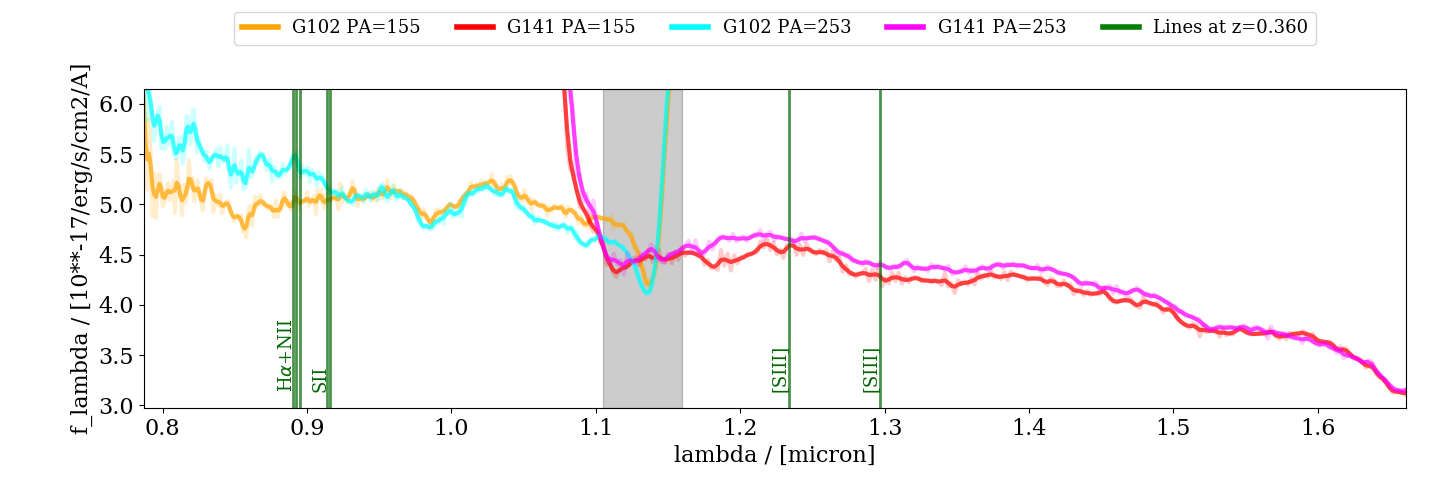 G102 PA=155
G141 PA=155
G102 PA=253
G141 PA=253
Lines at z=0.360
f_lambda / [10**-17/erg/s/cm2/A]
6.0
5.5
5.0
4.5
4.0
3.5
3.0
Hα+NII
SII
[SIII]
[SIII]
0.8
0.9
1.0
1.1
1.2
1.3
1.4
1.5
1.6
lambda / [micron]